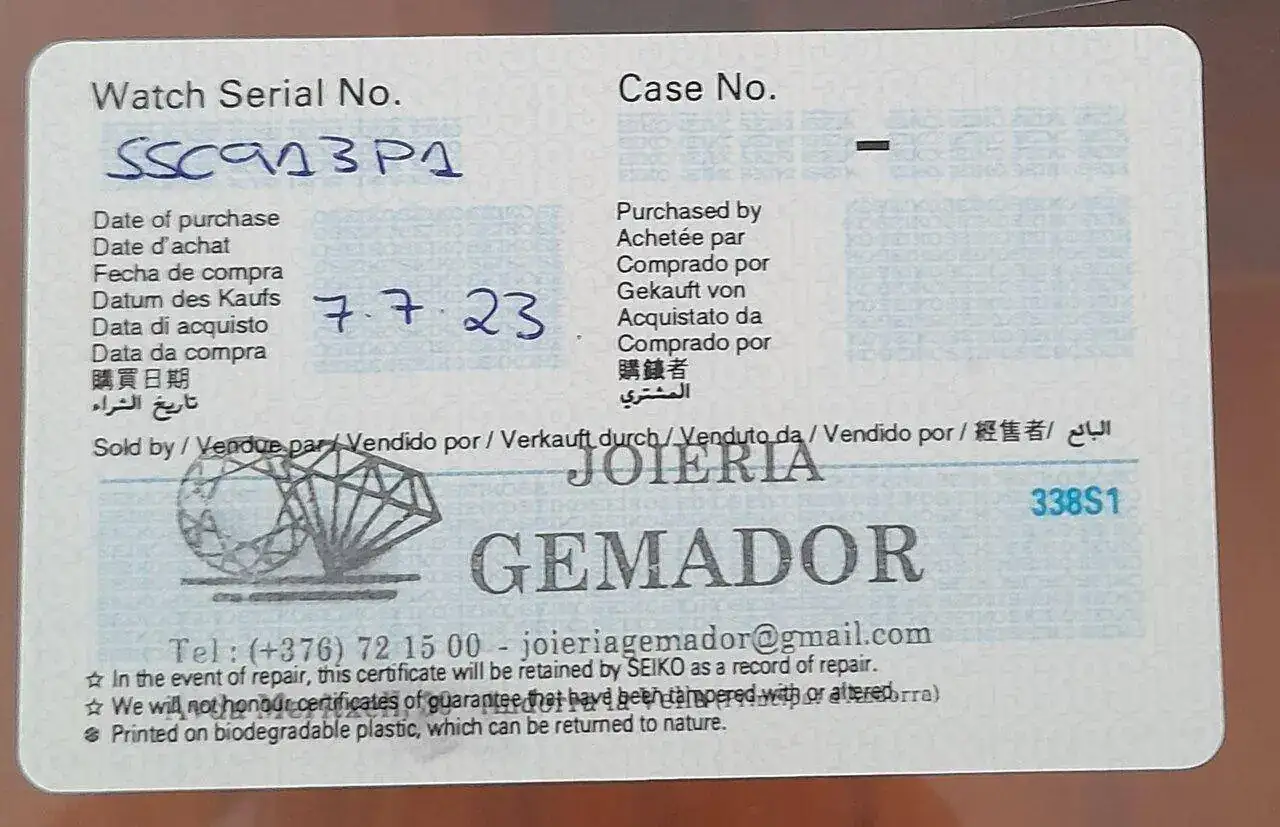 Watch Serial No.
SSC913P1
Case No.
-
Date of purchase
Date d'achat
Fecha de compra
Datum des Kaufs
Data di acquisto
Data da compra
購買日期
تاريخ الشراء
7.7.23
Purchased by
Achetée par
Comprado por
Gekauft von
Acquistato da
Comprado por
購錶者
المشتري
Sold by / Vendue par / Vendido por / Verkauft durch / Venduto da / Vendido por / 經售者/ البائع
JOIERIA
338S1
GEMADOR
Tel : (+376) 72 15 00 - joieriagemador@gmail.com
☆ In the event of repair, this certificate will be retained by SEIKO as a record of repair.
☆ We will not honour certificates of guarantee that have been tampered with or altered.
Avda Meritxell Andorra la Vella
Printed on biodegradable plastic, which can be returned to nature.